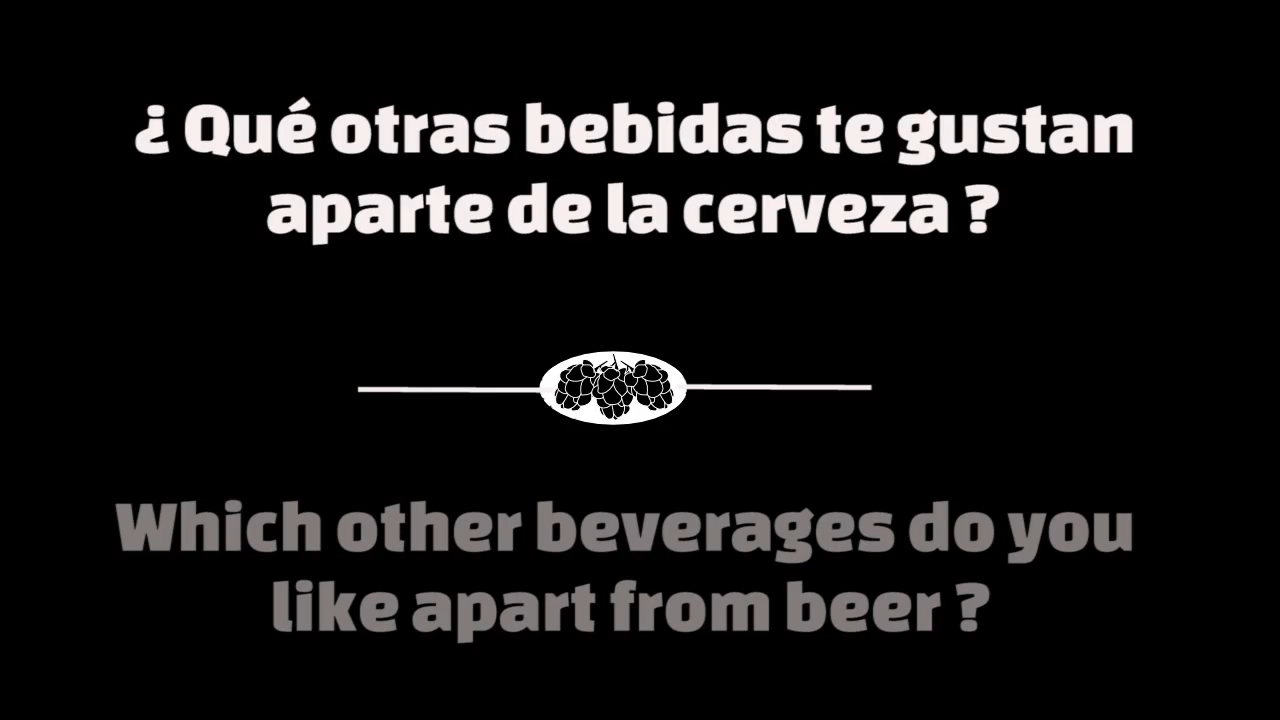 ¿ Qué otras bebidas te gustan
aparte de la cerveza ?
Which other beverages do you
like apart from beer ?